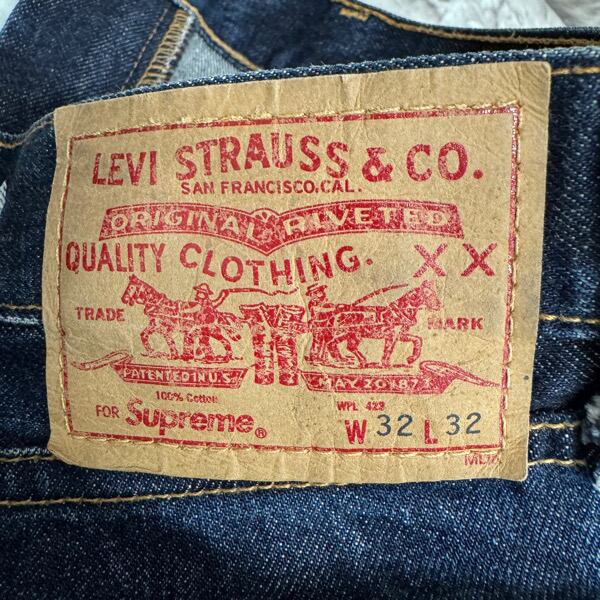 LEVI STRAUSS & CO.
SAN FRANCISCO, CAL.
ORIGINAL RIVETED
QUALITY CLOTHING. XX
TRADE MARK
PATENTED IN U.S. MAY 20 1873
100% Cotton WPL 423
FOR Supreme®
W 32 L 32